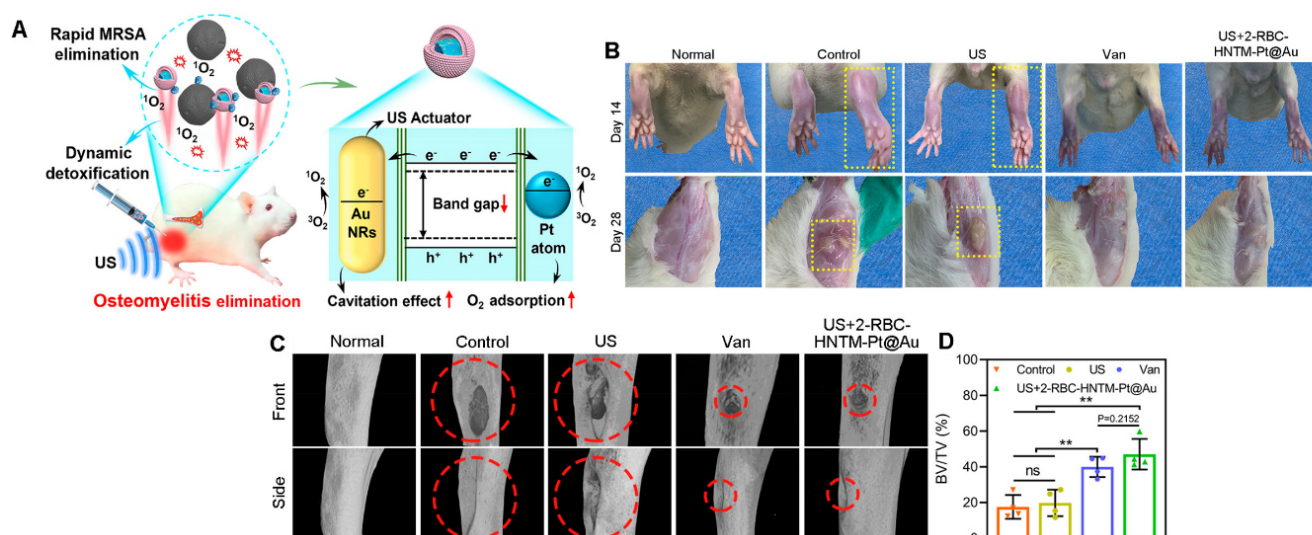 A
Rapid MRSA
elimination
¹O₂
¹O₂
¹O₂
¹O₂
Dynamic
detoxification
US
Osteomyelitis elimination
US Actuator
e⁻ e⁻ e⁻
¹O₂
³O₂
e⁻
Au
NRs
Band gap
h⁺ h⁺ h⁺
e⁻
Pt
atom
¹O₂
³O₂
Cavitation effect
O₂ adsorption
B
Normal
Control
US
Van
US+2-RBC-
HNTM-Pt@Au
Day 14
Day 28
C
Normal
Control
US
Van
US+2-RBC-
HNTM-Pt@Au
Front
Side
D
BV/TV (%)
100
80
60
40
20
Control US Van
US+2-RBC-HNTM-Pt@Au
**
P=0.2152
**
ns